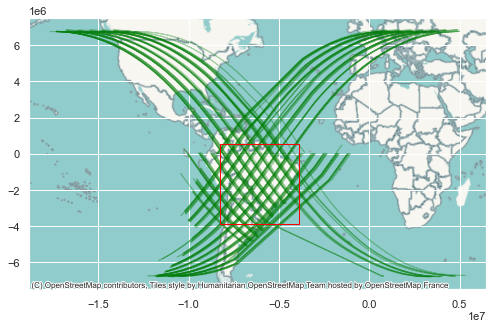 1e6
6
4
2
0
−2
−4
−6
(C) OpenStreetMap contributors, Tiles style by Humanitarian OpenStreetMap Team hosted by OpenStreetMap France
−1.5 −1.0 −0.5 0.0 0.5
1e7